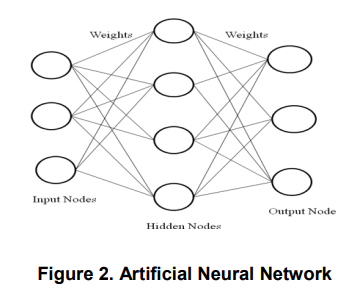 Weights Weights
Input Nodes
Output Node
Hidden Nodes
Figure 2. Artificial Neural Network